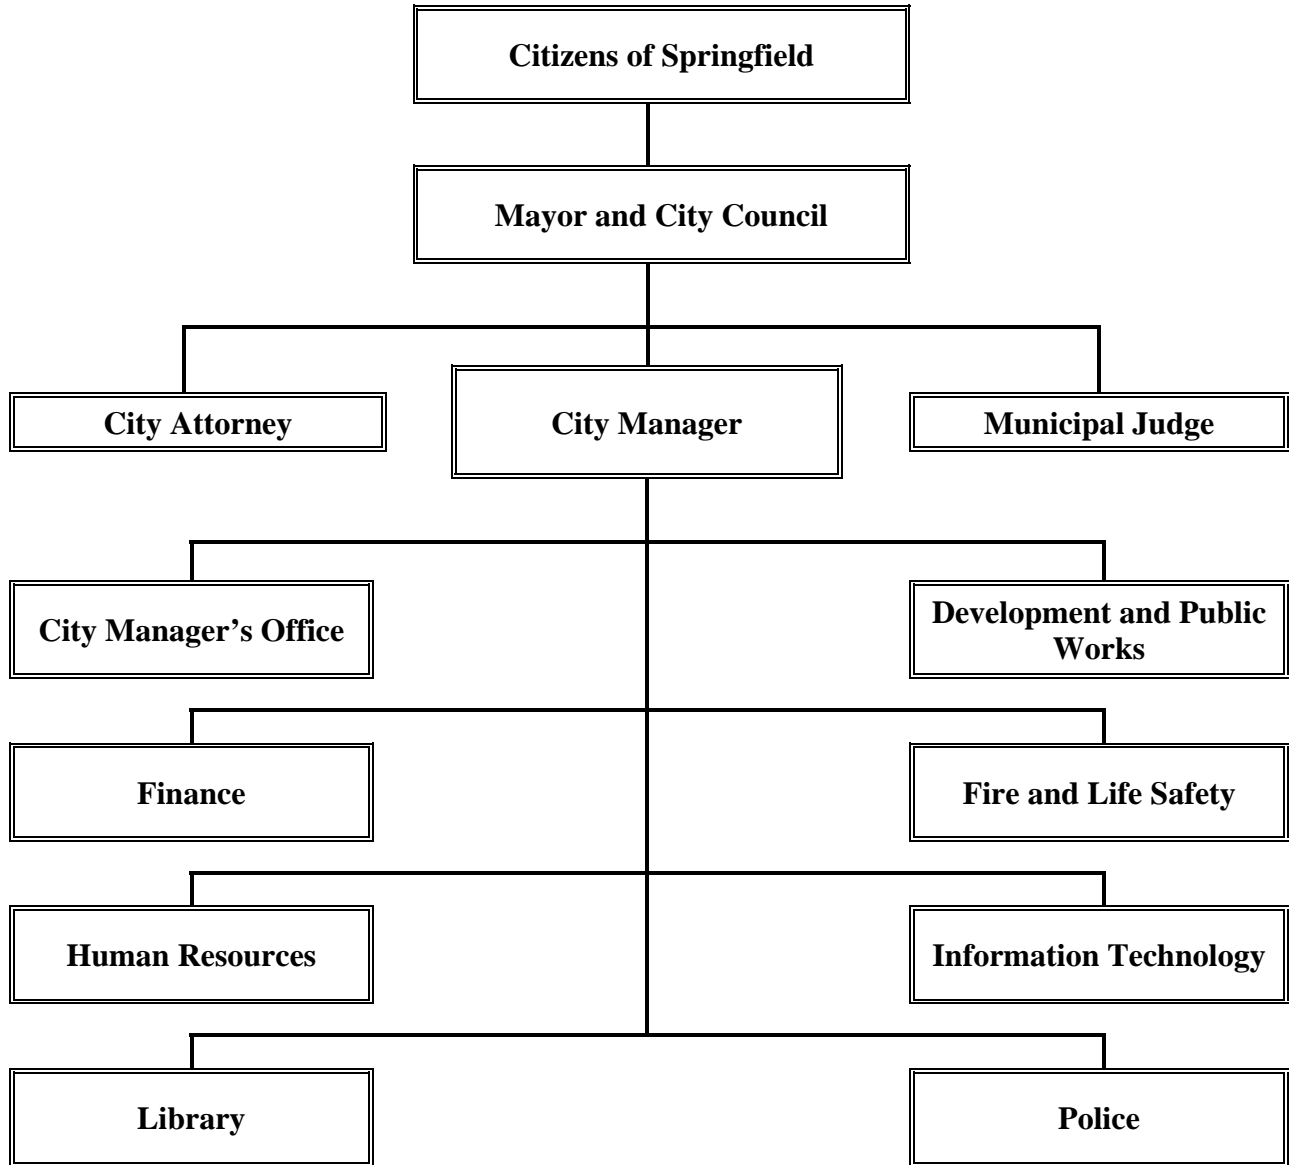 Citizens of Springfield
Mayor and City Council
City Attorney
City Manager
Municipal Judge
City Manager’s Office
Development and Public
Works
Finance
Fire and Life Safety
Human Resources
Information Technology
Library
Police